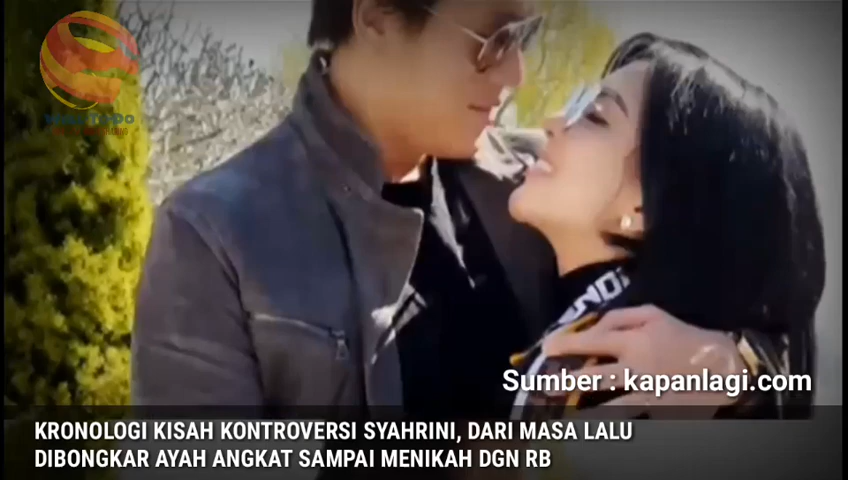 Sumber : kapanlagi.com
KRONOLOGI KISAH KONTROVERSI SYAHRINI, DARI MASA LALU
DIBONGKAR AYAH ANGKAT SAMPAI MENIKAH DGN RB